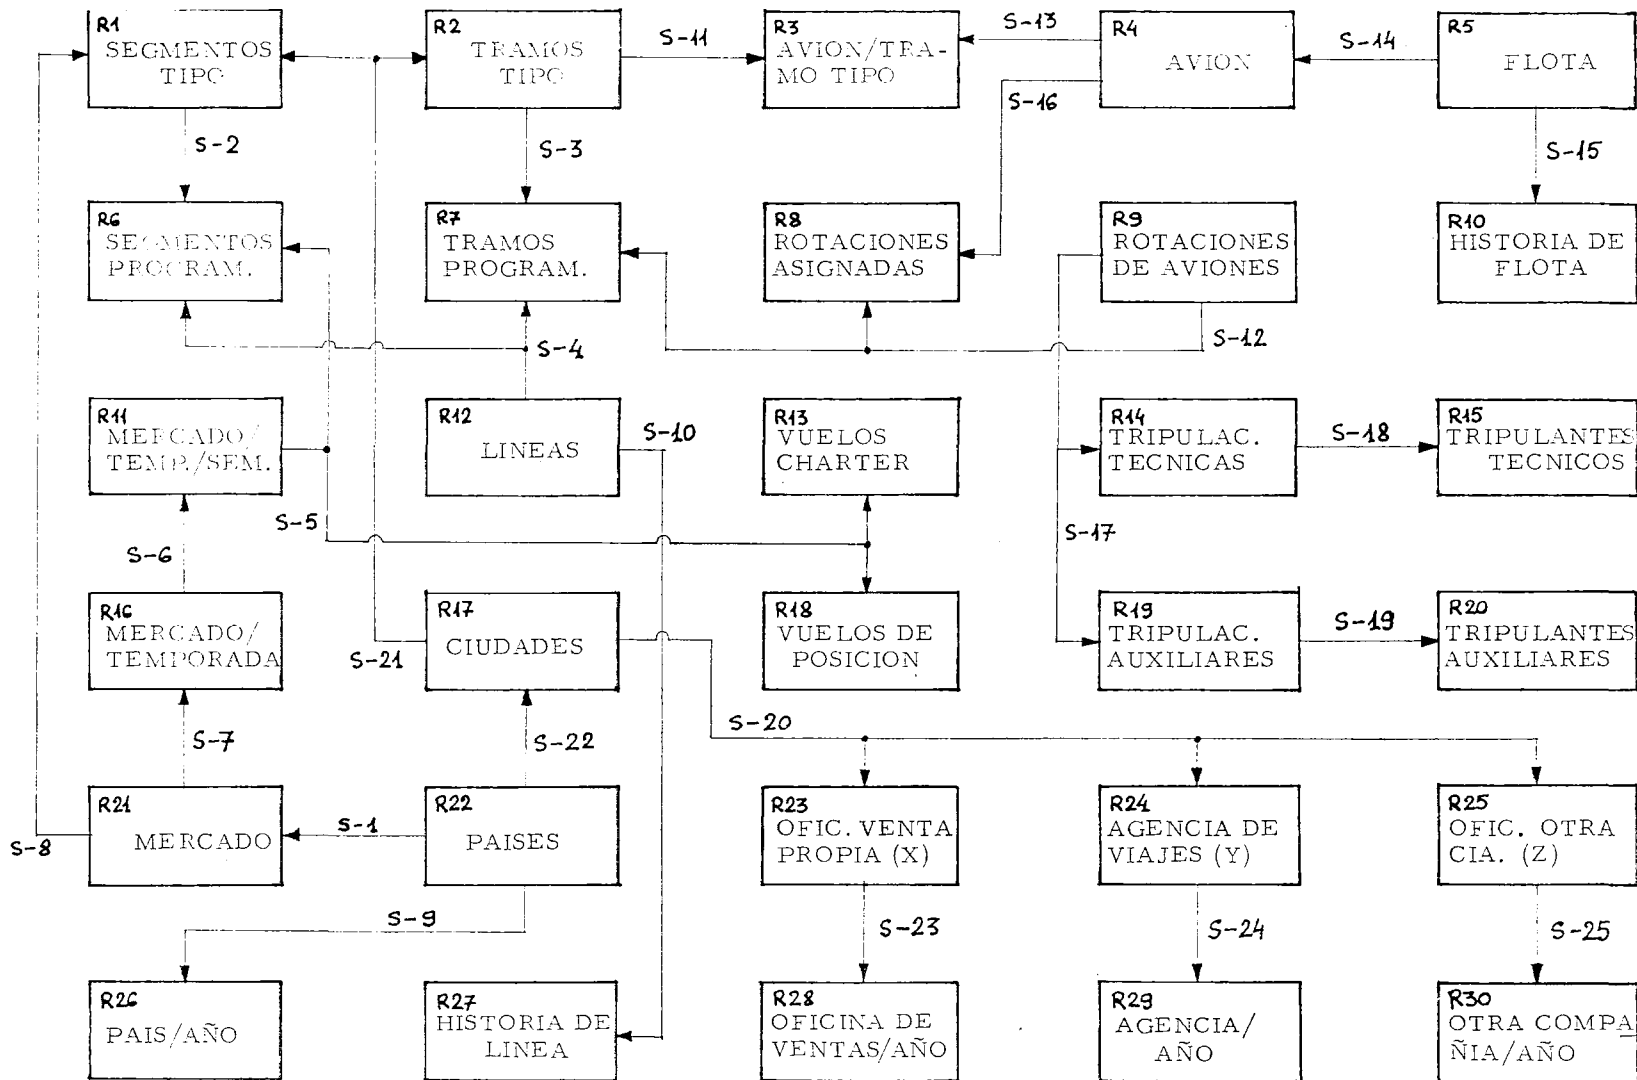 R1
SEGMENTOS
TIPO
R2
TRAMOS
TIPO
S-11
R3
AVION/TRA-
MO TIPO
S-13
R4
AVION
S-14
R5
FLOTA
S-2
S-3
S-16
S-15
R6
SEGMENTOS
PROGRAM.
R7
TRAMOS
PROGRAM.
R8
ROTACIONES
ASIGNADAS
R9
ROTACIONES
DE AVIONES
R10
HISTORIA DE
FLOTA
S-4
S-12
R11
MERCADO/
TEMP./SEM.
R12
LINEAS
S-10
R13
VUELOS
CHARTER
R14
TRIPULAC.
TECNICAS
S-18
R15
TRIPULANTES
TECNICOS
S-5
S-6
S-17
R16
MERCADO/
TEMPORADA
S-21
R17
CIUDADES
R18
VUELOS DE
POSICION
R19
TRIPULAC.
AUXILIARES
S-19
R20
TRIPULANTES
AUXILIARES
S-7
S-22
S-20
S-8
R21
MERCADO
S-1
R22
PAISES
R23
OFIC. VENTA
PROPIA (X)
R24
AGENCIA DE
VIAJES (Y)
R25
OFIC. OTRA
CIA. (Z)
S-9
S-23
S-24
S-25
R26
PAIS/AÑO
R27
HISTORIA DE
LINEA
R28
OFICINA DE
VENTAS/AÑO
R29
AGENCIA/
AÑO
R30
OTRA COMPA
ÑIA/AÑO